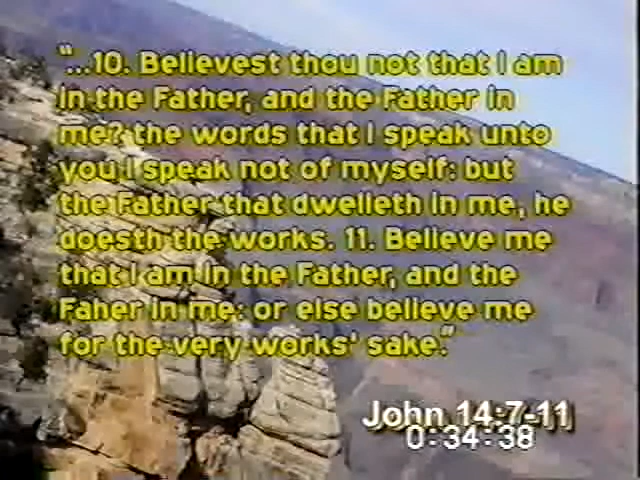 "...10. Believest thou not that I am
in the Father, and the Father in
me? the words that I speak unto
you I speak not of myself: but
the Father that dwelleth in me, he
doesth the works. 11. Believe me
that I am in the Father, and the
Faher in me: or else believe me
for the very works' sake."
John 14:7-11
0:34:38